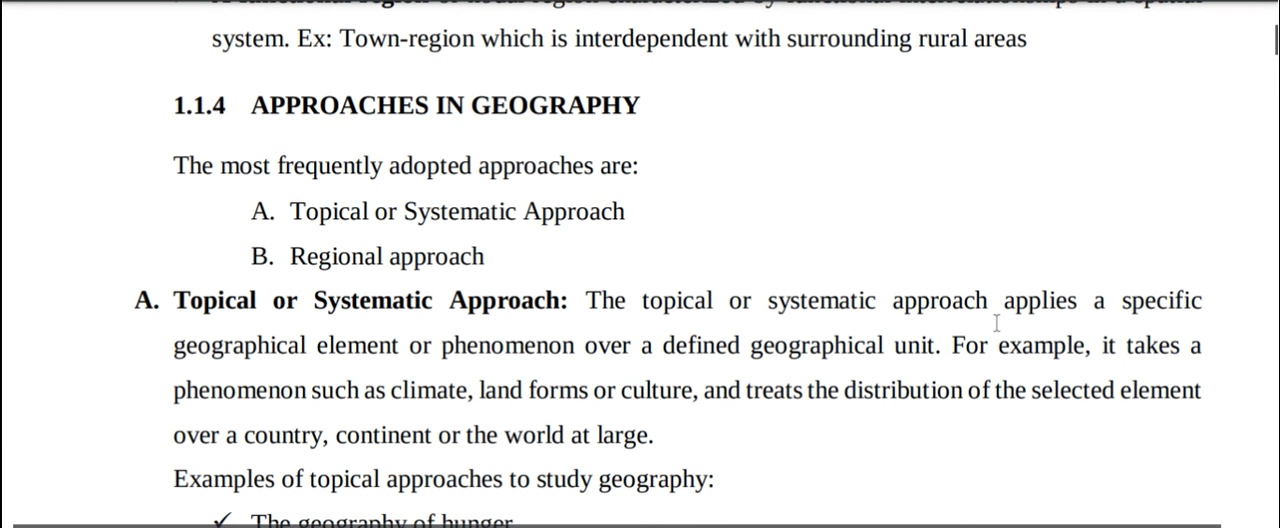 system. Ex: Town-region which is interdependent with surrounding rural areas
1.1.4 APPROACHES IN GEOGRAPHY
The most frequently adopted approaches are:
A. Topical or Systematic Approach
B. Regional approach
A. Topical or Systematic Approach: The topical or systematic approach applies a specific
geographical element or phenomenon over a defined geographical unit. For example, it takes a
phenomenon such as climate, land forms or culture, and treats the distribution of the selected element
over a country, continent or the world at large.
Examples of topical approaches to study geography:
✓ The geography of hunger